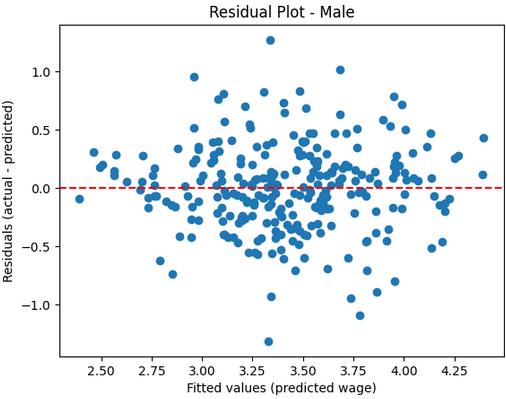 Residual Plot - Male
Residuals (actual - predicted)
1.0
0.5
0.0
−0.5
−1.0
2.50 2.75 3.00 3.25 3.50 3.75 4.00 4.25
Fitted values (predicted wage)